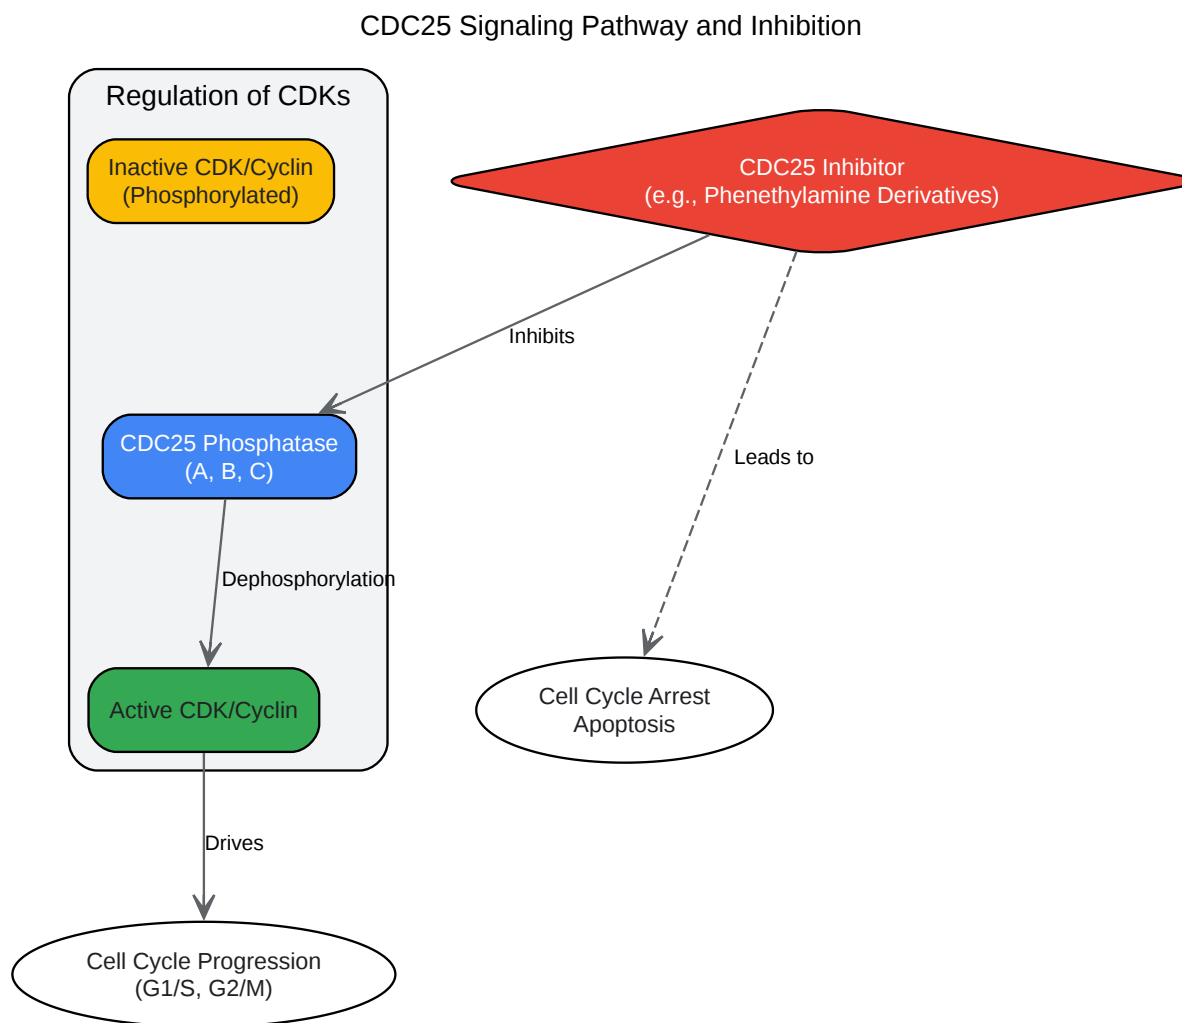 CDC25 Signaling Pathway and Inhibition
Regulation of CDKs
Inactive CDK/Cyclin
(Phosphorylated)
CDC25 Inhibitor
(e.g., Phenethylamine Derivatives)
Inhibits
CDC25 Phosphatase
(A, B, C)
Leads to
Dephosphorylation
Active CDK/Cyclin
Cell Cycle Arrest
Apoptosis
Drives
Cell Cycle Progression
(G1/S, G2/M)